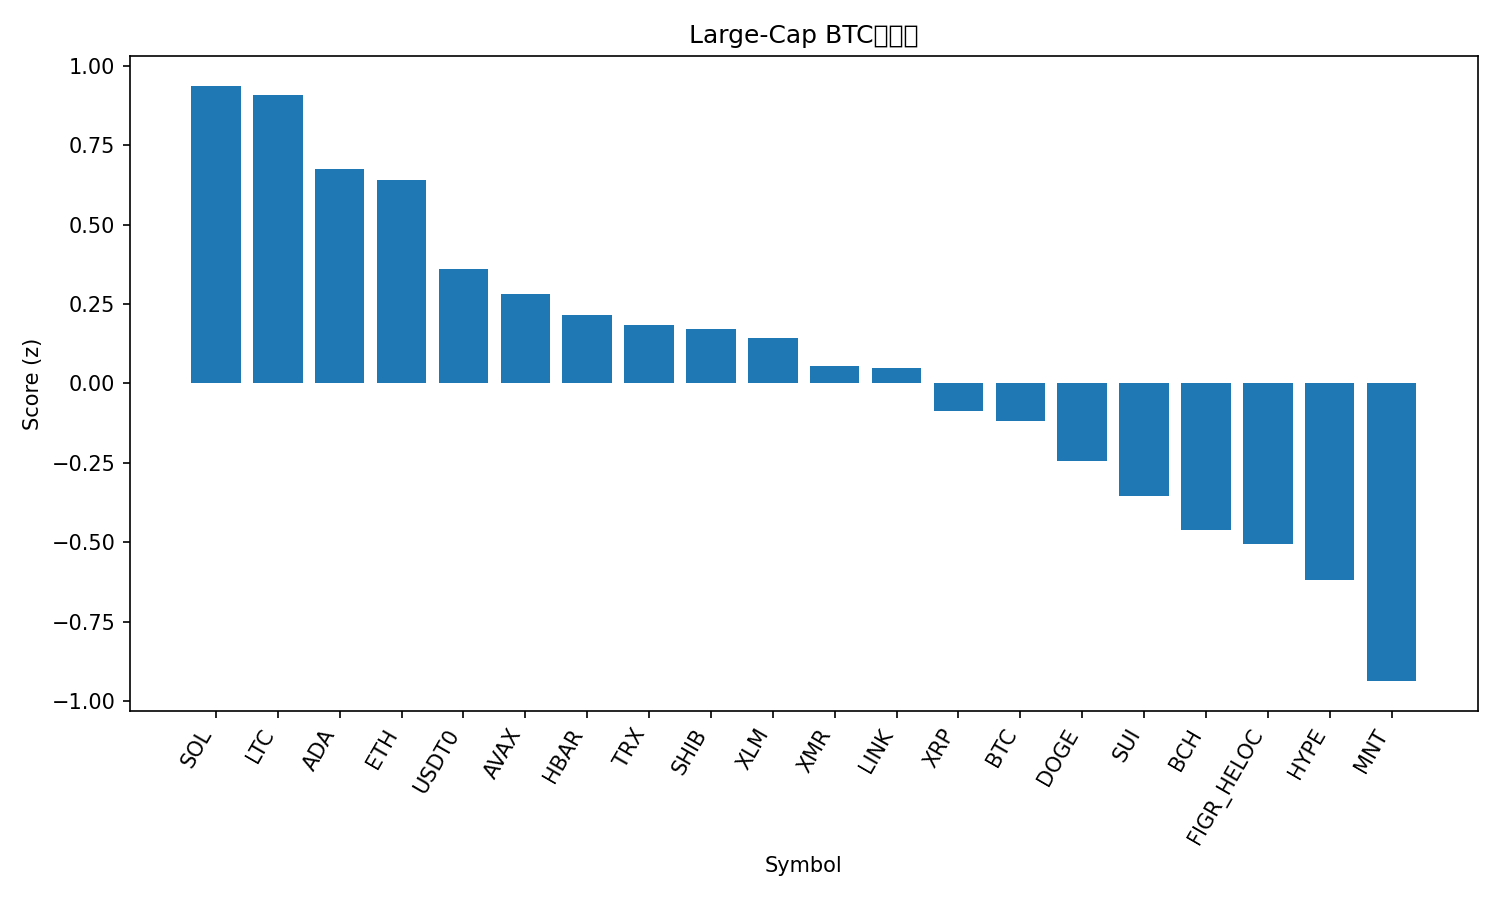 Large-Cap BTC
1.00
0.75
0.50
0.25
0.00
−0.25
−0.50
−0.75
−1.00
Score (z)
SOL
LTC
ADA
ETH
USDT0
AVAX
HBAR
TRX
SHIB
XLM
XMR
LINK
XRP
BTC
DOGE
SUI
BCH
FIGR_HELOC
HYPE
MNT
Symbol